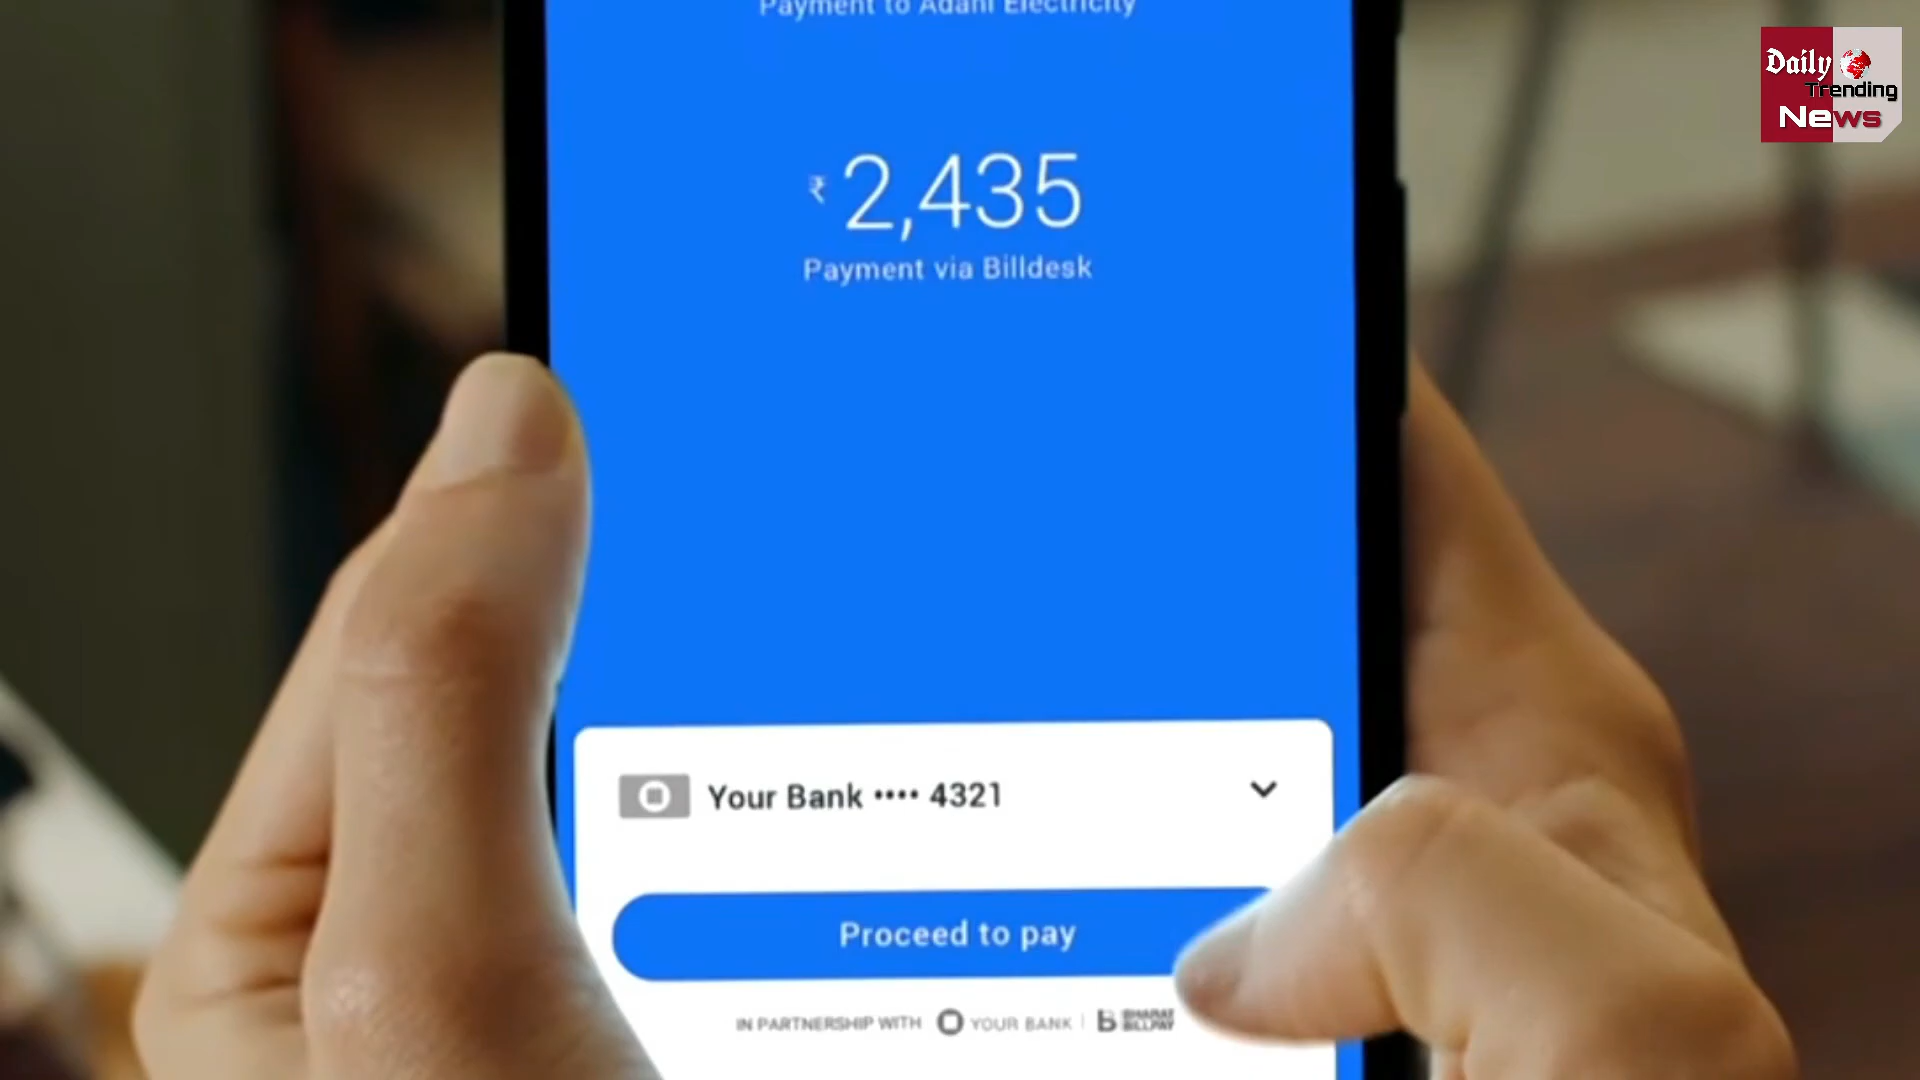 Payment to Adani Electricity
Daily
Trending
News
₹2,435
Payment via Billdesk
Your Bank •••• 4321
Proceed to pay
IN PARTNERSHIP WITH YOUR BANK | BHARAT BILLPAY